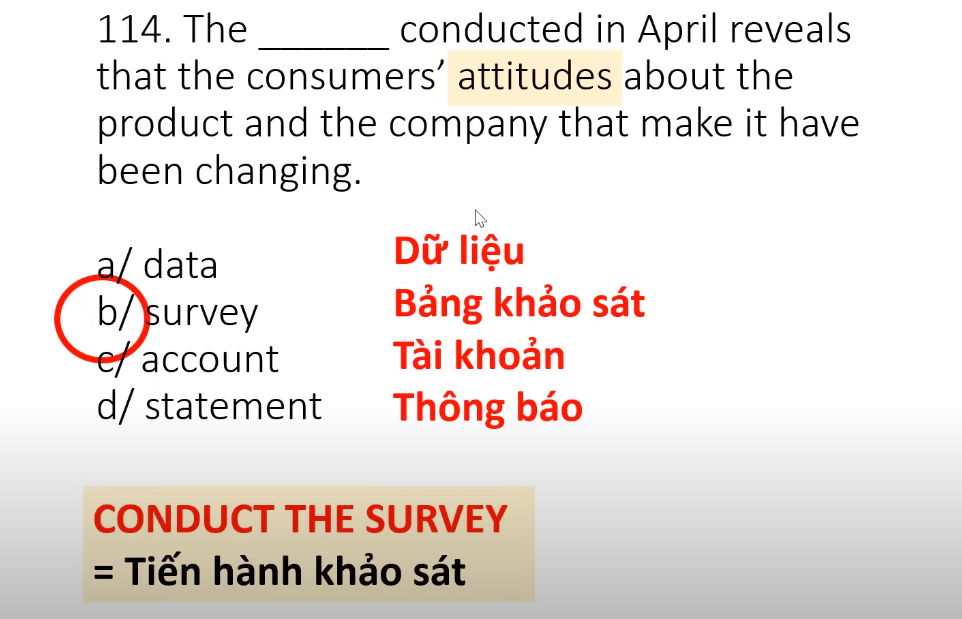 114. The ______ conducted in April reveals
that the consumers’ attitudes about the
product and the company that make it have
been changing.
a/ data Dữ liệu
b/ survey Bảng khảo sát
c/ account Tài khoản
d/ statement Thông báo
CONDUCT THE SURVEY
= Tiến hành khảo sát